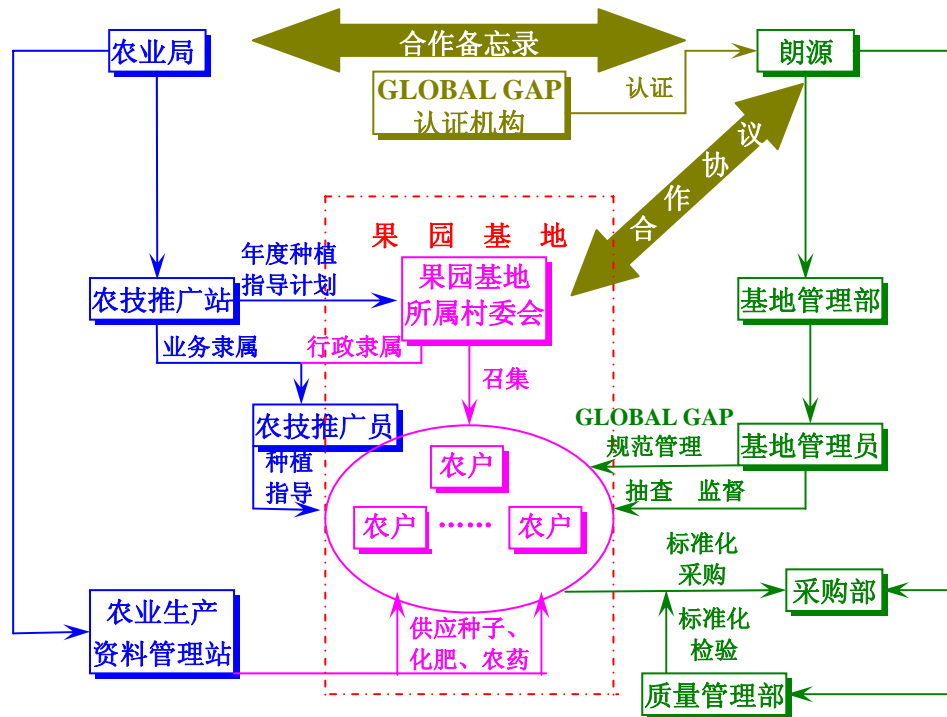 农业局
合作备忘录
朗源
GLOBAL GAP
认证机构
认证
合作协议
果园基地
年度种植
指导计划
农技推广站
果园基地
所属村委会
基地管理部
业务隶属
行政隶属
召集
农技推广员
GLOBAL GAP
规范管理
基地管理员
种植
指导
农户
抽查 监督
农户
……
农户
标准化
采购
采购部
农业生产
资料管理站
供应种子、
化肥、农药
标准化
检验
质量管理部